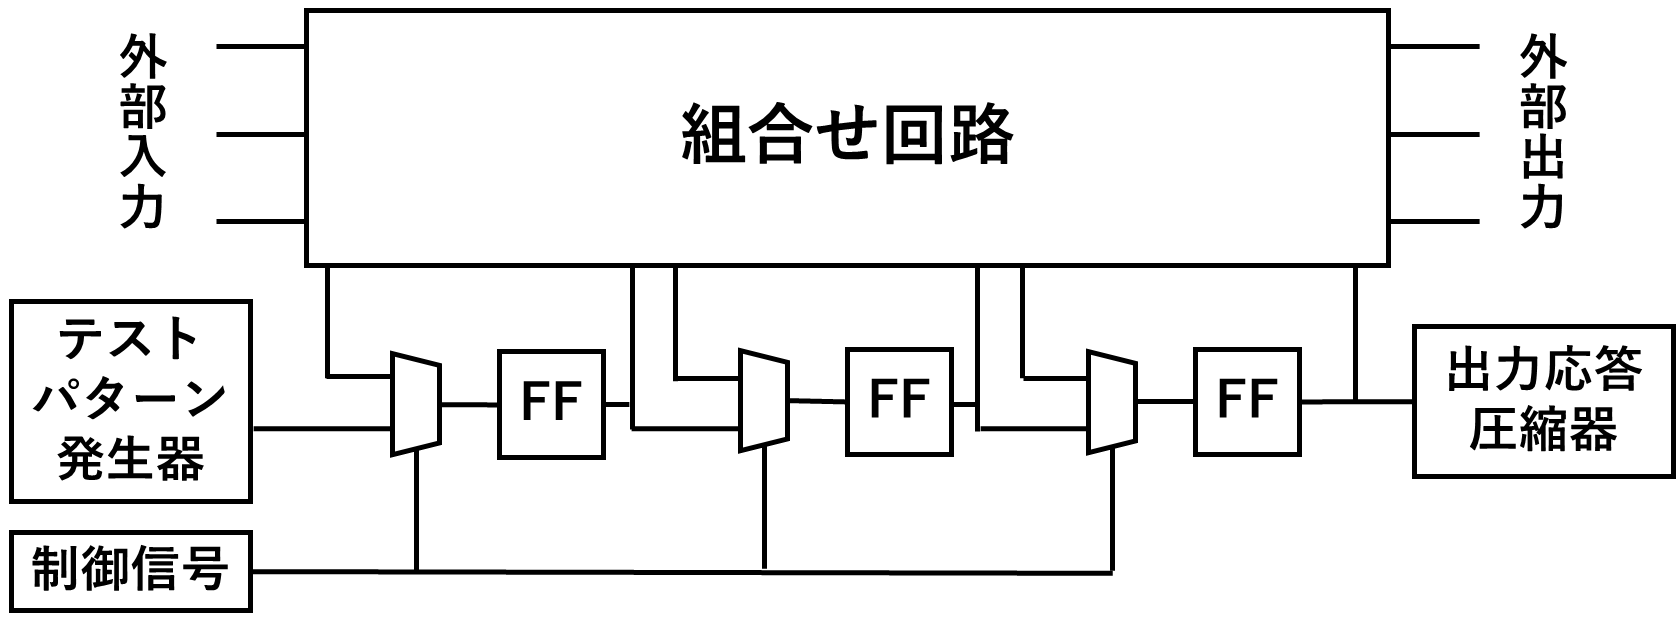 外部入力
組合せ回路
外部出力
テスト
パターン
発生器
FF
FF
FF
出力応答
圧縮器
制御信号